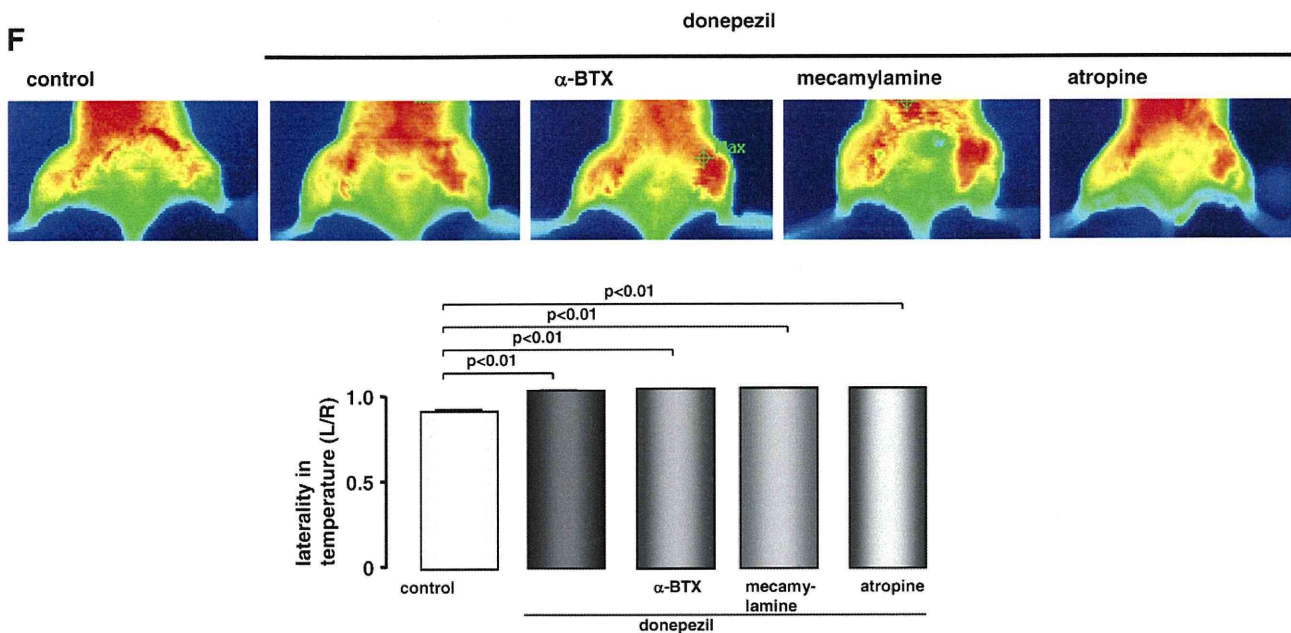 F
donepezil
control
α-BTX
mecamylamine
atropine
Max
p<0.01
p<0.01
p<0.01
p<0.01
laterality in
temperature (L/R)
1.0
0.5
0
control
α-BTX
mecamy-
lamine
atropine
donepezil